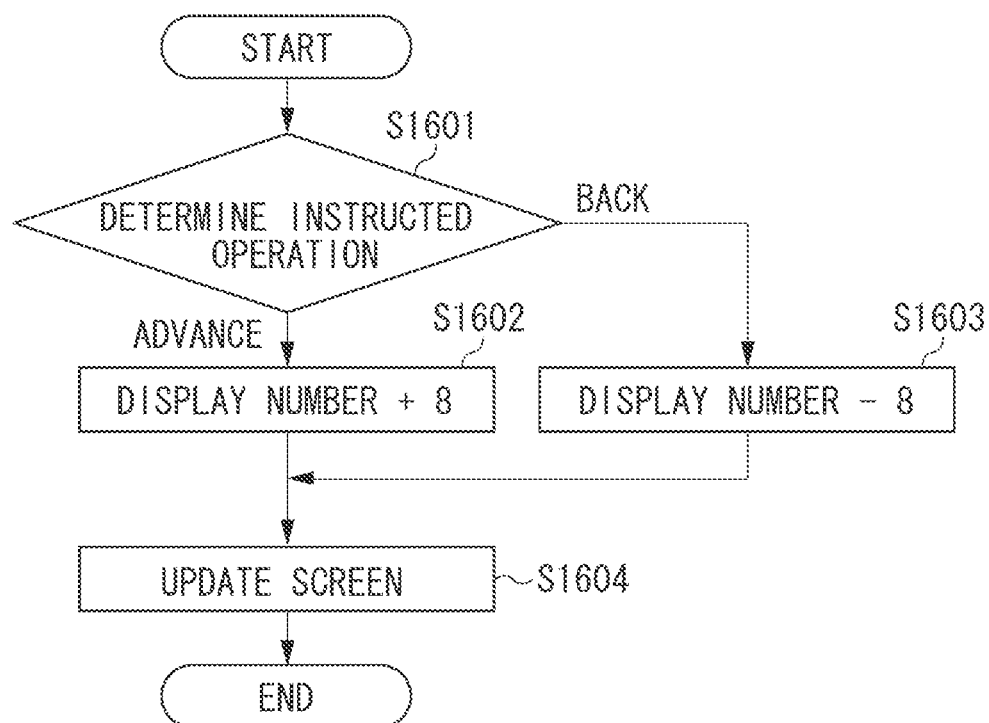 START
S1601
DETERMINE INSTRUCTED
OPERATION
BACK
ADVANCE
S1602
S1603
DISPLAY NUMBER + 8
DISPLAY NUMBER - 8
UPDATE SCREEN
S1604
END